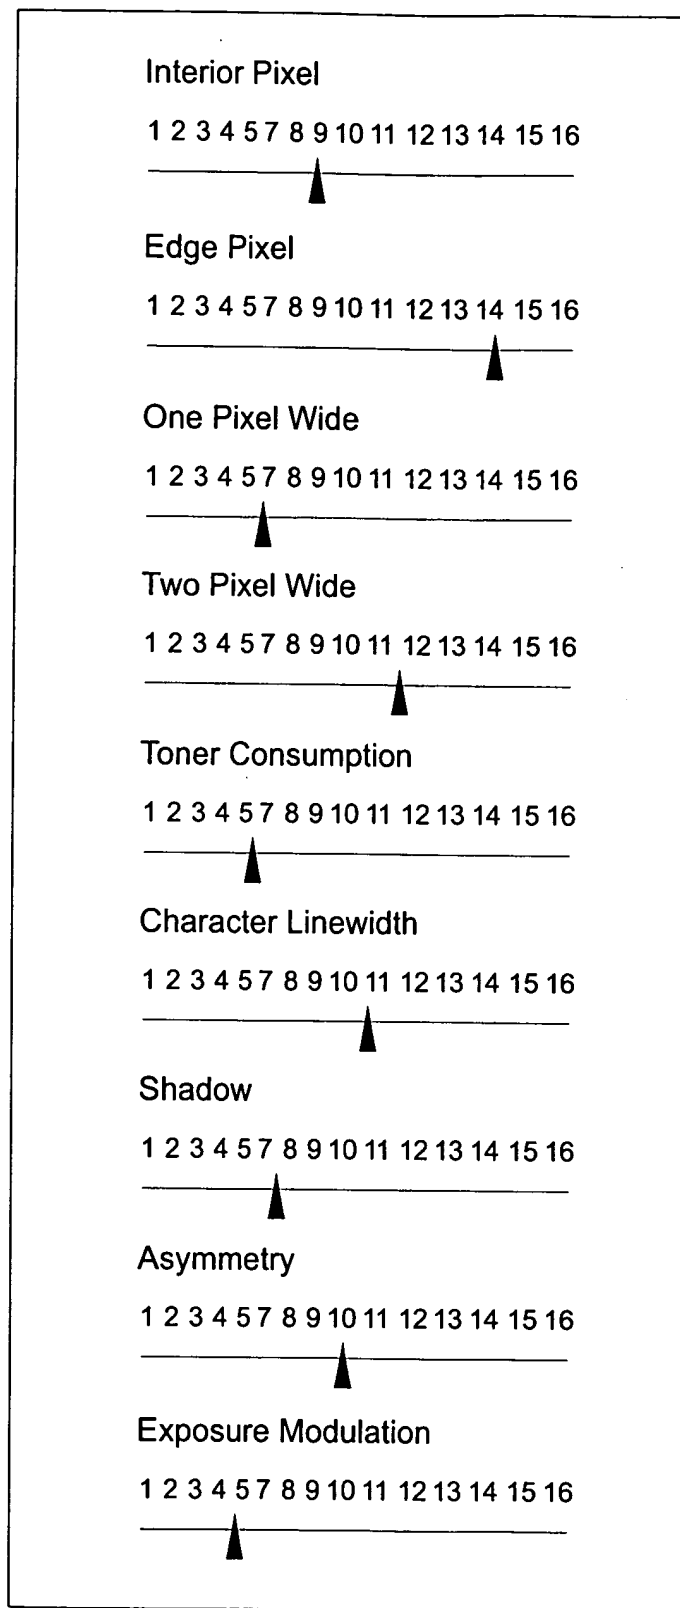 Interior Pixel
1 2 3 4 5 7 8 9 10 11 12 13 14 15 16
Edge Pixel
1 2 3 4 5 7 8 9 10 11 12 13 14 15 16
One Pixel Wide
1 2 3 4 5 7 8 9 10 11 12 13 14 15 16
Two Pixel Wide
1 2 3 4 5 7 8 9 10 11 12 13 14 15 16
Toner Consumption
1 2 3 4 5 7 8 9 10 11 12 13 14 15 16
Character Linewidth
1 2 3 4 5 7 8 9 10 11 12 13 14 15 16
Shadow
1 2 3 4 5 7 8 9 10 11 12 13 14 15 16
Asymmetry
1 2 3 4 5 7 8 9 10 11 12 13 14 15 16
Exposure Modulation
1 2 3 4 5 7 8 9 10 11 12 13 14 15 16